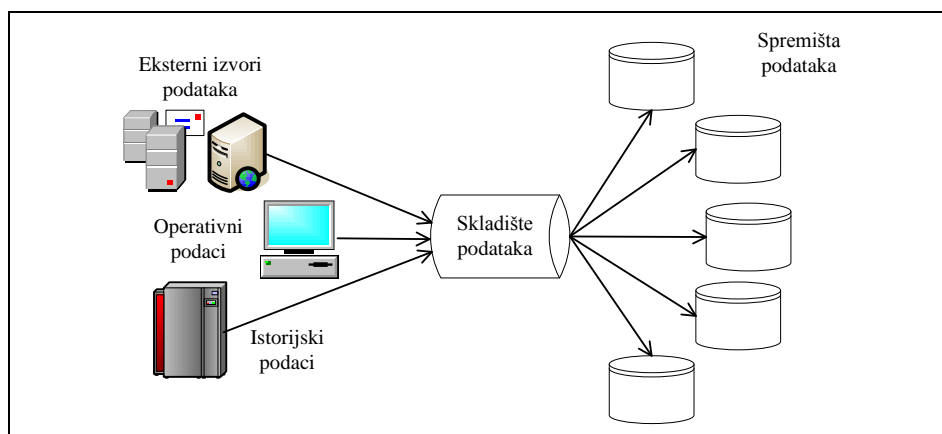 Eksterni izvori
podataka
Operativni
podaci
Istorijski
podaci
Skladište
podataka
Spremišta
podataka